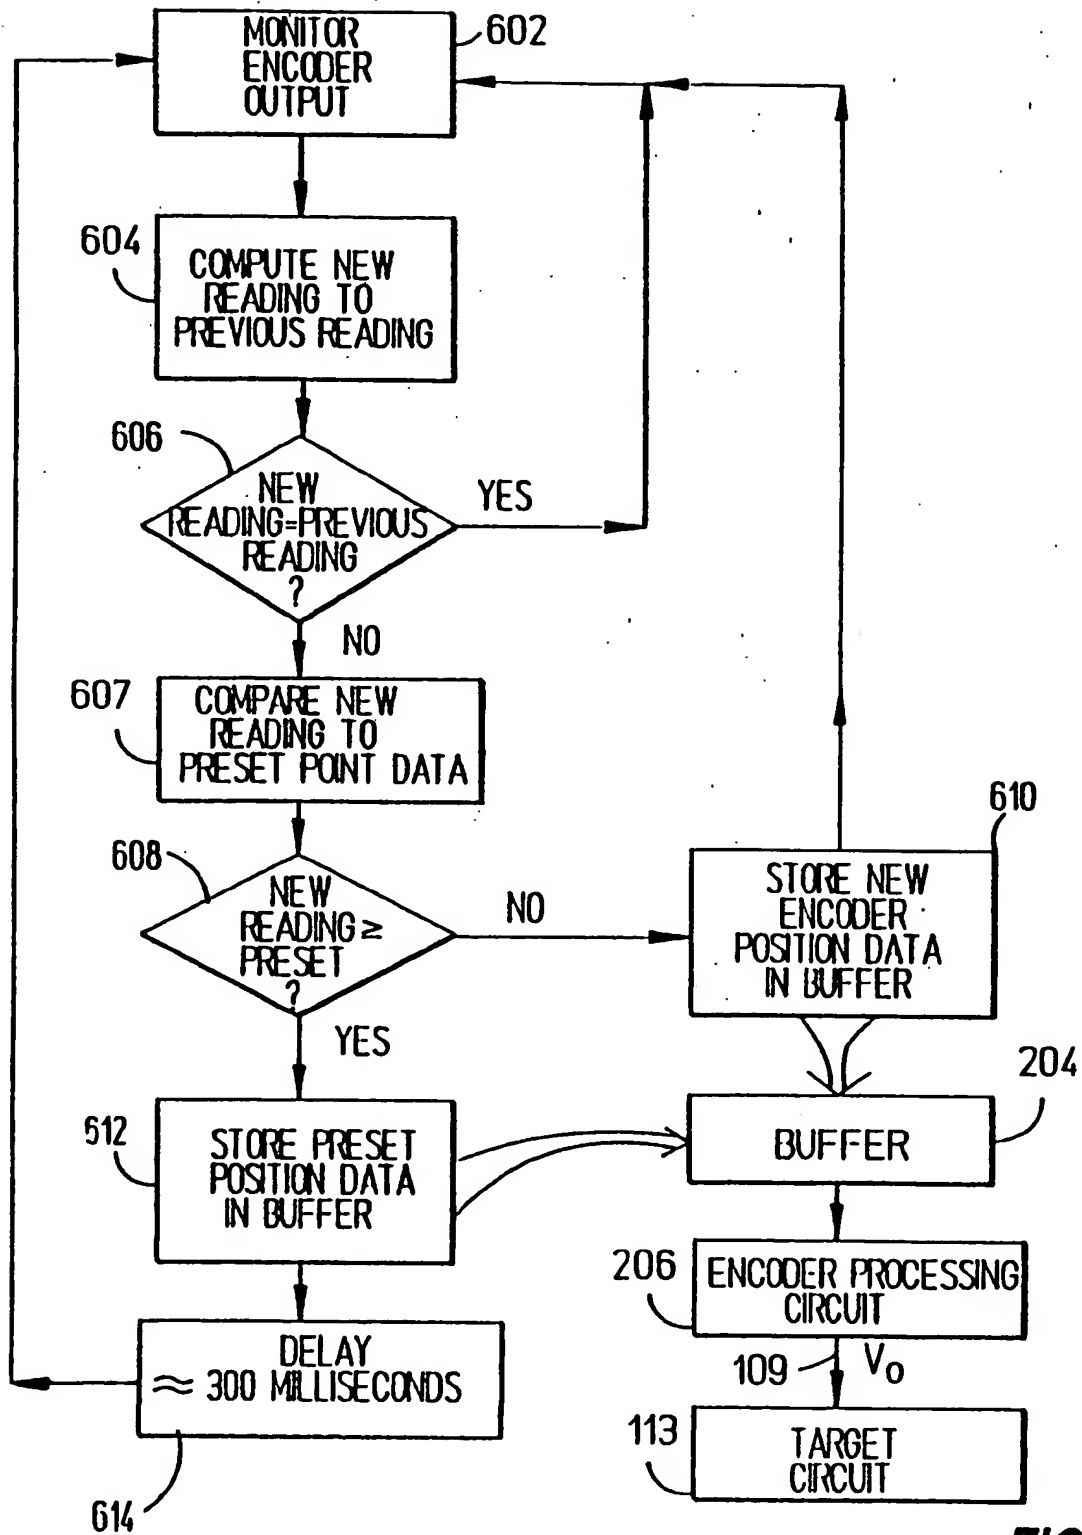 MONITOR
ENCODER
OUTPUT
602
604
COMPUTE NEW
READING TO
PREVIOUS READING
606
NEW
READING=PREVIOUS
READING
?
YES
NO
607
COMPARE NEW
READING TO
PRESET POINT DATA
608
NEW
READING ≥
PRESET
?
NO
YES
610
STORE NEW
ENCODER
POSITION DATA
IN BUFFER
612
STORE PRESET
POSITION DATA
IN BUFFER
204
BUFFER
206
ENCODER PROCESSING
CIRCUIT
DELAY
≈ 300 MILLISECONDS
614
109
V₀
113
TARGET
CIRCUIT